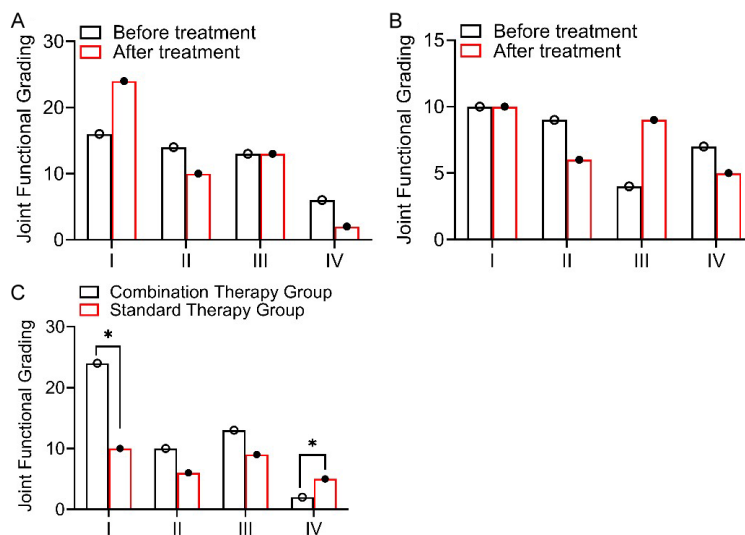 A
Before treatment
After treatment
Joint Functional Grading
30
20
10
0
I
II
III
IV
B
Before treatment
After treatment
Joint Functional Grading
15
10
5
0
I
II
III
IV
C
Combination Therapy Group
Standard Therapy Group
Joint Functional Grading
30
20
10
0
*
*
I
II
III
IV